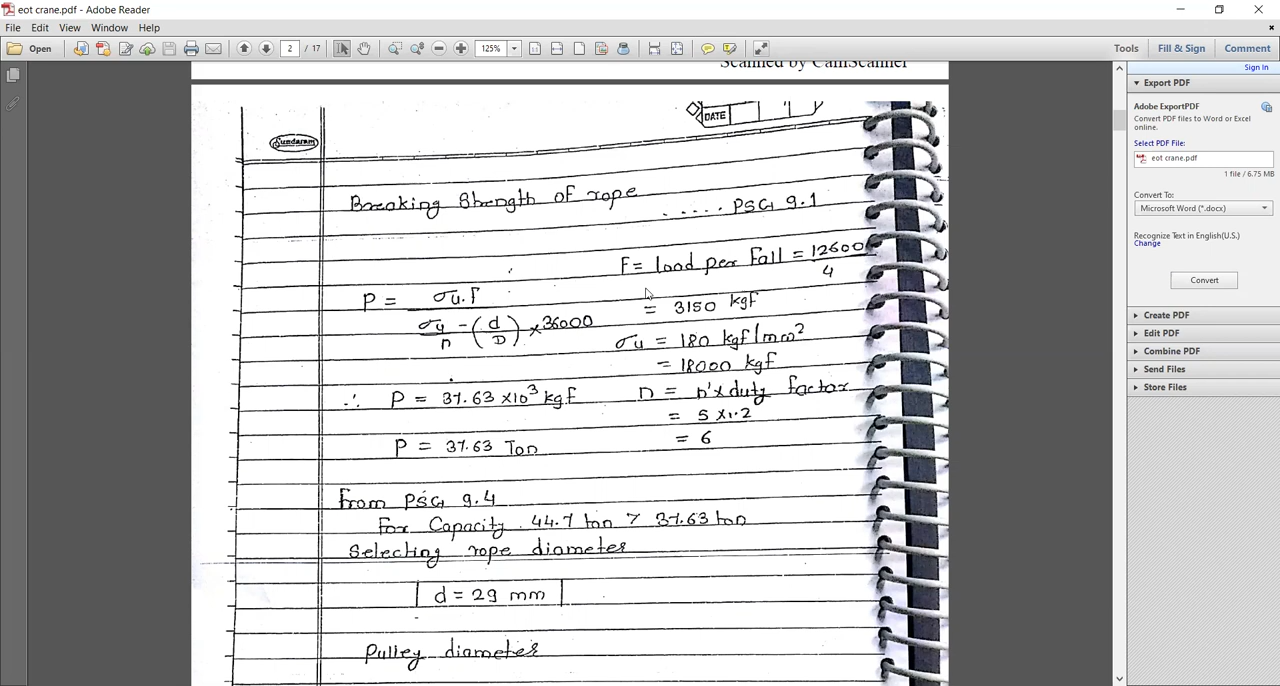 eot crane.pdf - Adobe Reader
File Edit View Window Help
Open 2 / 17 125% Tools Fill & Sign Comment
Sign In
Export PDF
Adobe ExportPDF
Convert PDF files to Word or Excel online.
Select PDF File:
eot crane.pdf
1 file / 6.75 MB
Convert To:
Microsoft Word (*.docx)
Recognize Text in English(U.S.)
Change
Convert
Create PDF
Edit PDF
Combine PDF
Send Files
Store Files
Scanned by CamScanner
DATE
Sundaram
Breaking Strength of rope ..... PSG 9.1
F = load per Fall = 12600/4
= 3150 kgf
P = σu.F / (σu/n - (d/D) × 36000)
σu = 180 kgf/mm²
= 18000 kgf
∴ P = 37.63 ×10³ kgf
n = n' × duty factor
= 5 × 1.2
= 6
P = 37.63 Ton
From PSG 9.4
For Capacity 44.7 ton > 37.63 ton
Selecting rope diameter
d = 29 mm
Pulley diameter